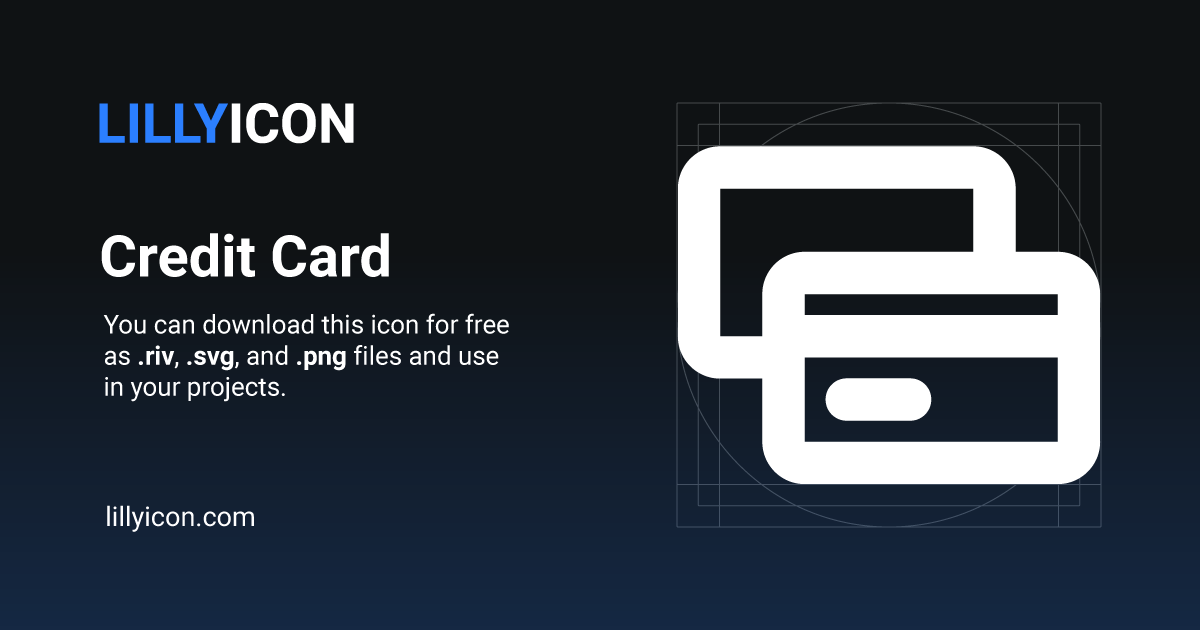 LILLYICON
Credit Card
You can download this icon for free
as .riv, .svg, and .png files and use
in your projects.
lillyicon.com